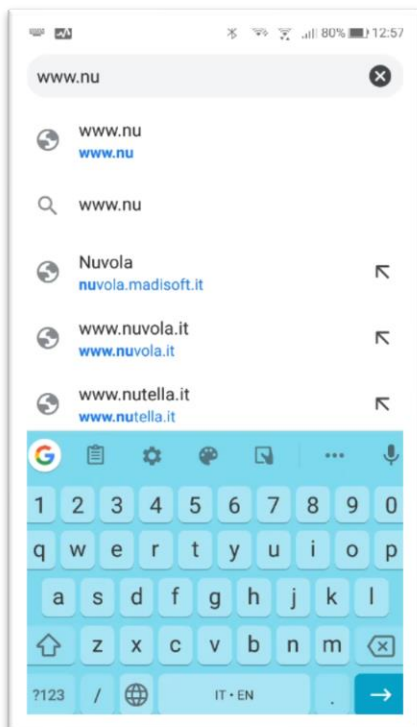 80% 12:57
www.nu
www.nu
www.nu
www.nu
Nuvola
nuvola.madisoft.it
www.nuvola.it
www.nuvola.it
www.nutella.it
www.nutella.it
G
1 2 3 4 5 6 7 8 9 0
q w e r t y u i o p
a s d f g h j k l
z x c v b n m
?123 / IT • EN .